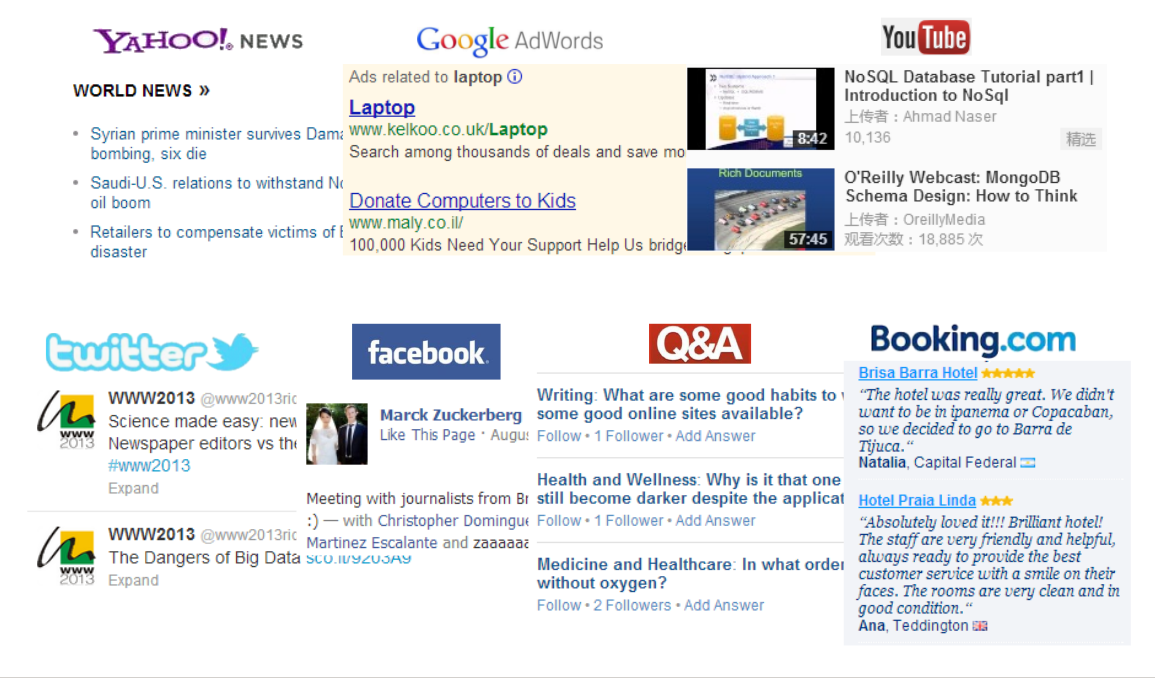 YAHOO! NEWS
WORLD NEWS »
• Syrian prime minister survives Dama
bombing, six die
• Saudi-U.S. relations to withstand No
oil boom
• Retailers to compensate victims of
disaster
Google AdWords
Ads related to laptop
Laptop
www.kelkoo.co.uk/Laptop
Search among thousands of deals and save mo
Donate Computers to Kids
www.maly.co.il/
100,000 Kids Need Your Support Help Us bridge
YouTube
8:42
NoSQL Database Tutorial part1 |
Introduction to NoSql
上传者：Ahmad Naser
10,136
精选
Rich Documents
57:45
O'Reilly Webcast: MongoDB
Schema Design: How to Think
上传者：OreillyMedia
观看次数：18,885 次
twitter
WWW
2013
WWW2013 @www2013ric
Science made easy: new
Newspaper editors vs the
#www2013
Expand
WWW
2013
WWW2013 @www2013ric
The Dangers of Big Data
Expand
facebook
Marck Zuckerberg
Like This Page · Augus
Meeting with journalists from Br
:) — with Christopher Domingue
Martinez Escalante and zaaaaaa
Q&A
Writing: What are some good habits to
some good online sites available?
Follow • 1 Follower • Add Answer
Health and Wellness: Why is it that one
still become darker despite the applicat
Follow • 1 Follower • Add Answer
Medicine and Healthcare: In what order
without oxygen?
Follow • 2 Followers • Add Answer
Booking.com
Brisa Barra Hotel
“The hotel was really great. We didn't
want to be in ipanema or Copacaban,
so we decided to go to Barra de
Tijuca.“
Natalia, Capital Federal
Hotel Praia Linda
“Absolutely loved it!!! Brilliant hotel!
The staff are very friendly and helpful,
always ready to provide the best
customer service with a smile on their
faces. The rooms are very clean and in
good condition.“
Ana, Teddington